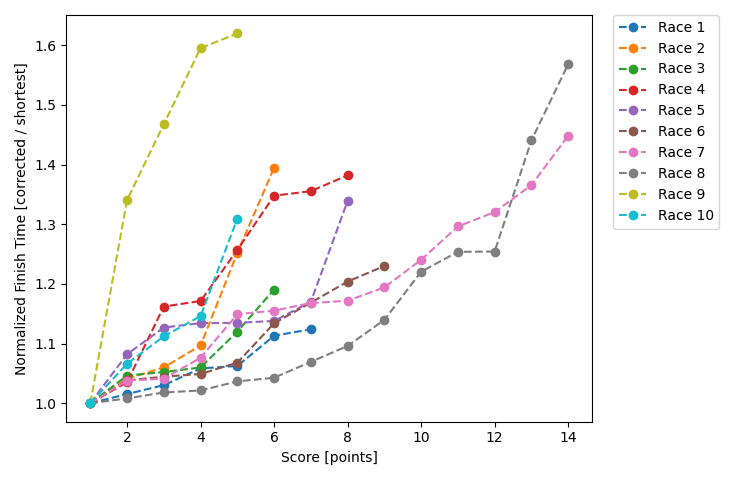 Normalized Finish Time [corrected / shortest]
1.6
1.5
1.4
1.3
1.2
1.1
1.0
2 4 6 8 10 12 14
Score [points]
Race 1
Race 2
Race 3
Race 4
Race 5
Race 6
Race 7
Race 8
Race 9
Race 10